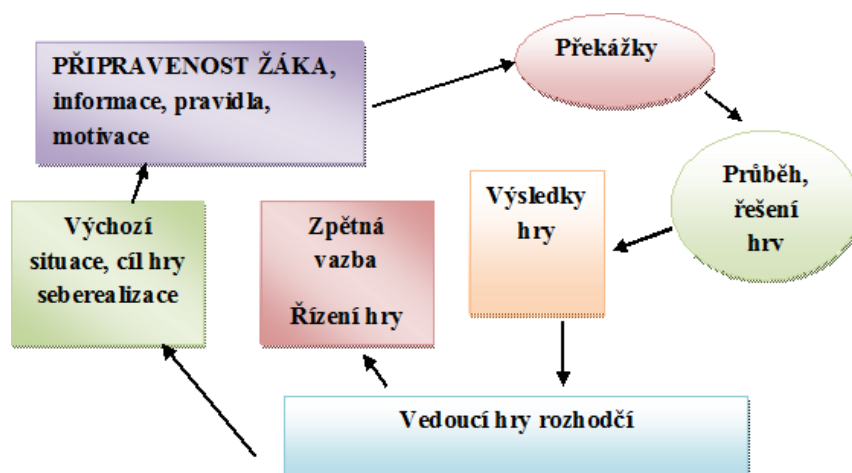 PŘIPRAVENOST ŽÁKA,
informace, pravidla,
motivace
Překážky
Průběh,
řešení
hrv
Výsledky
hry
Zpětná
vazba
Řízení hry
Výchozí
situace, cíl hry
seberealizace
Vedoucí hry rozhodčí